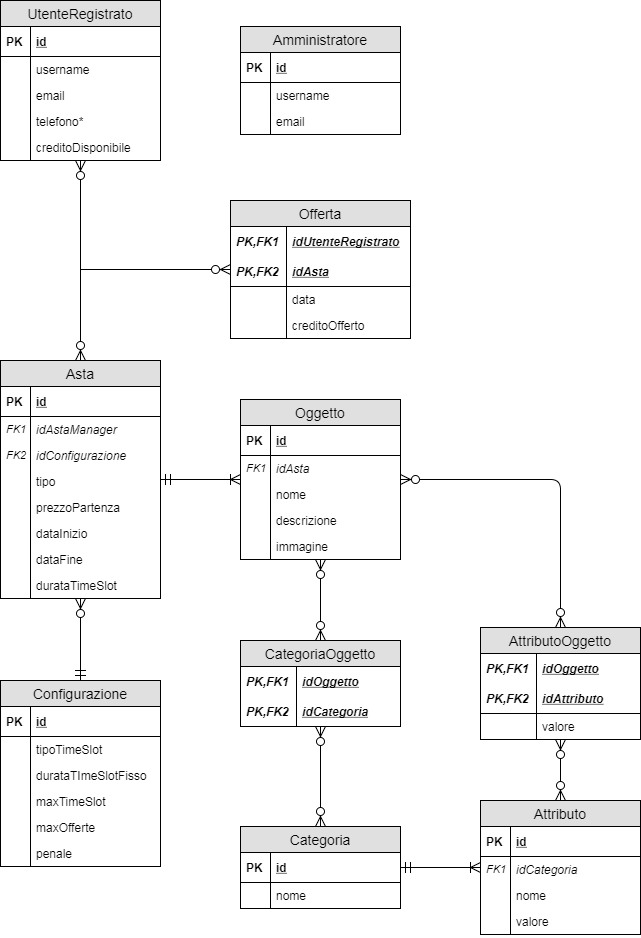 UtenteRegistrato
PK id
username
email
telefono*
creditoDisponibile
Amministratore
PK id
username
email
Offerta
PK,FK1 idUtenteRegistrato
PK,FK2 idAsta
data
creditoOfferto
Asta
PK id
FK1 idAstaManager
FK2 idConfigurazione
tipo
prezzoPartenza
dataInizio
dataFine
durataTimeSlot
Oggetto
PK id
FK1 idAsta
nome
descrizione
immagine
CategoriaOggetto
PK,FK1 idOggetto
PK,FK2 idCategoria
AttributoOggetto
PK,FK1 idOggetto
PK,FK2 idAttributo
valore
Configurazione
PK id
tipoTimeSlot
durataTImeSlotFisso
maxTimeSlot
maxOfferte
penale
Categoria
PK id
nome
Attributo
PK id
FK1 idCategoria
nome
valore